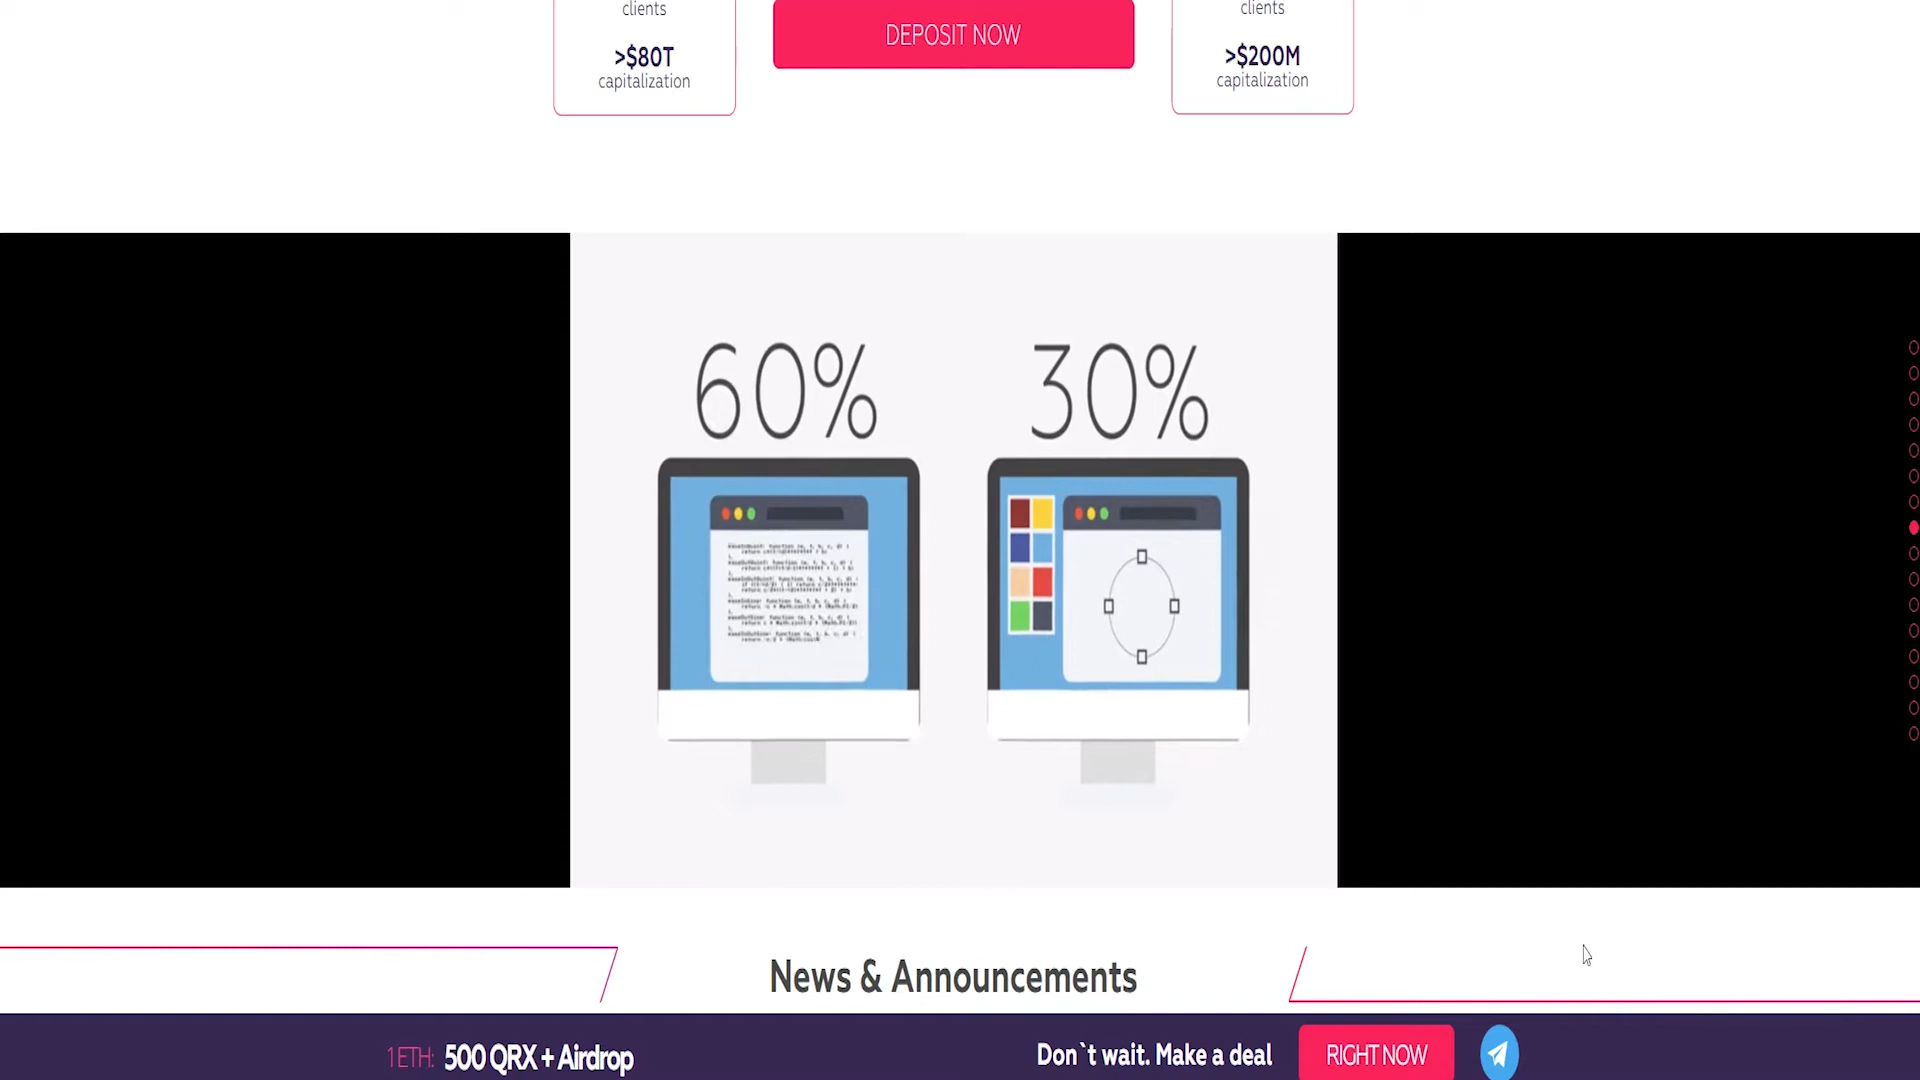 clients
>$80T
capitalization
DEPOSIT NOW
clients
>$200M
capitalization
60%
30%
News & Announcements
1 ETH: 500 QRX + Airdrop
Don`t wait. Make a deal
RIGHT NOW